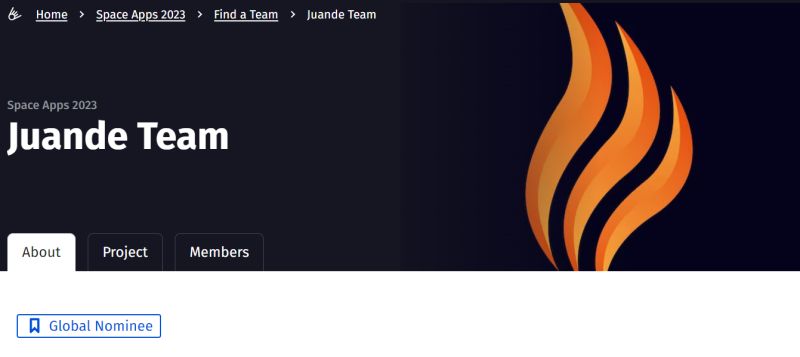 Home > Space Apps 2023 > Find a Team > Juande Team
Space Apps 2023
Juande Team
About Project Members
Global Nominee